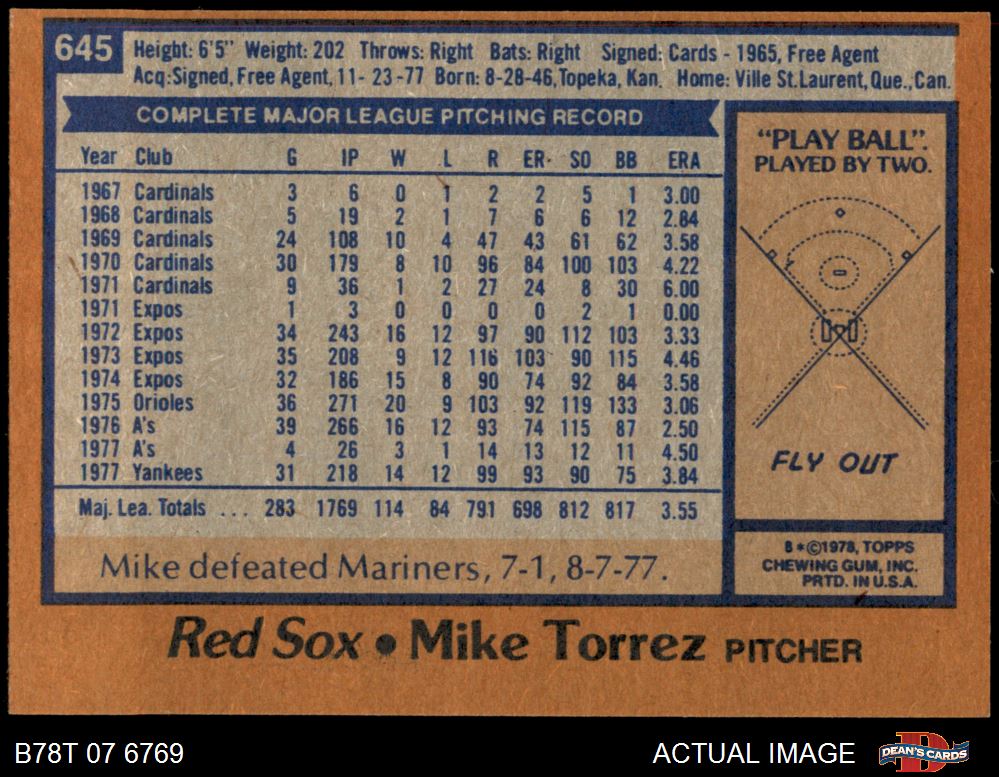 645
Height: 6'5" Weight: 202 Throws: Right Bats: Right Signed: Cards - 1965, Free Agent
Acq: Signed, Free Agent, 11-23-77 Born: 8-28-46, Topeka, Kan. Home: Ville St. Laurent, Que., Can.
COMPLETE MAJOR LEAGUE PITCHING RECORD
Year Club G IP W L R ER SO BB ERA
1967 Cardinals 3 6 0 1 2 2 5 1 3.00
1968 Cardinals 5 19 2 1 7 6 6 12 2.84
1969 Cardinals 24 108 10 4 47 43 61 62 3.58
1970 Cardinals 30 179 8 10 96 84 100 103 4.22
1971 Cardinals 9 36 1 2 27 24 8 30 6.00
1971 Expos 1 3 0 0 0 0 2 1 0.00
1972 Expos 34 243 16 12 97 90 112 103 3.33
1973 Expos 35 208 9 12 116 103 90 115 4.46
1974 Expos 32 186 15 8 90 74 92 84 3.58
1975 Orioles 36 271 20 9 103 92 119 133 3.06
1976 A's 39 266 16 12 93 74 115 87 2.50
1977 A's 4 26 3 1 14 13 12 11 4.50
1977 Yankees 31 218 14 12 99 93 90 75 3.84
Maj. Lea. Totals ... 283 1769 114 84 791 698 812 817 3.55
Mike defeated Mariners, 7-1, 8-7-77.
"PLAY BALL".
PLAYED BY TWO.
FLY OUT
B*©1978, TOPPS
CHEWING GUM, INC.
PRTD. IN U.S.A.
Red Sox • Mike Torrez PITCHER
B78T 07 6769
ACTUAL IMAGE
D
DEAN'S CARDS